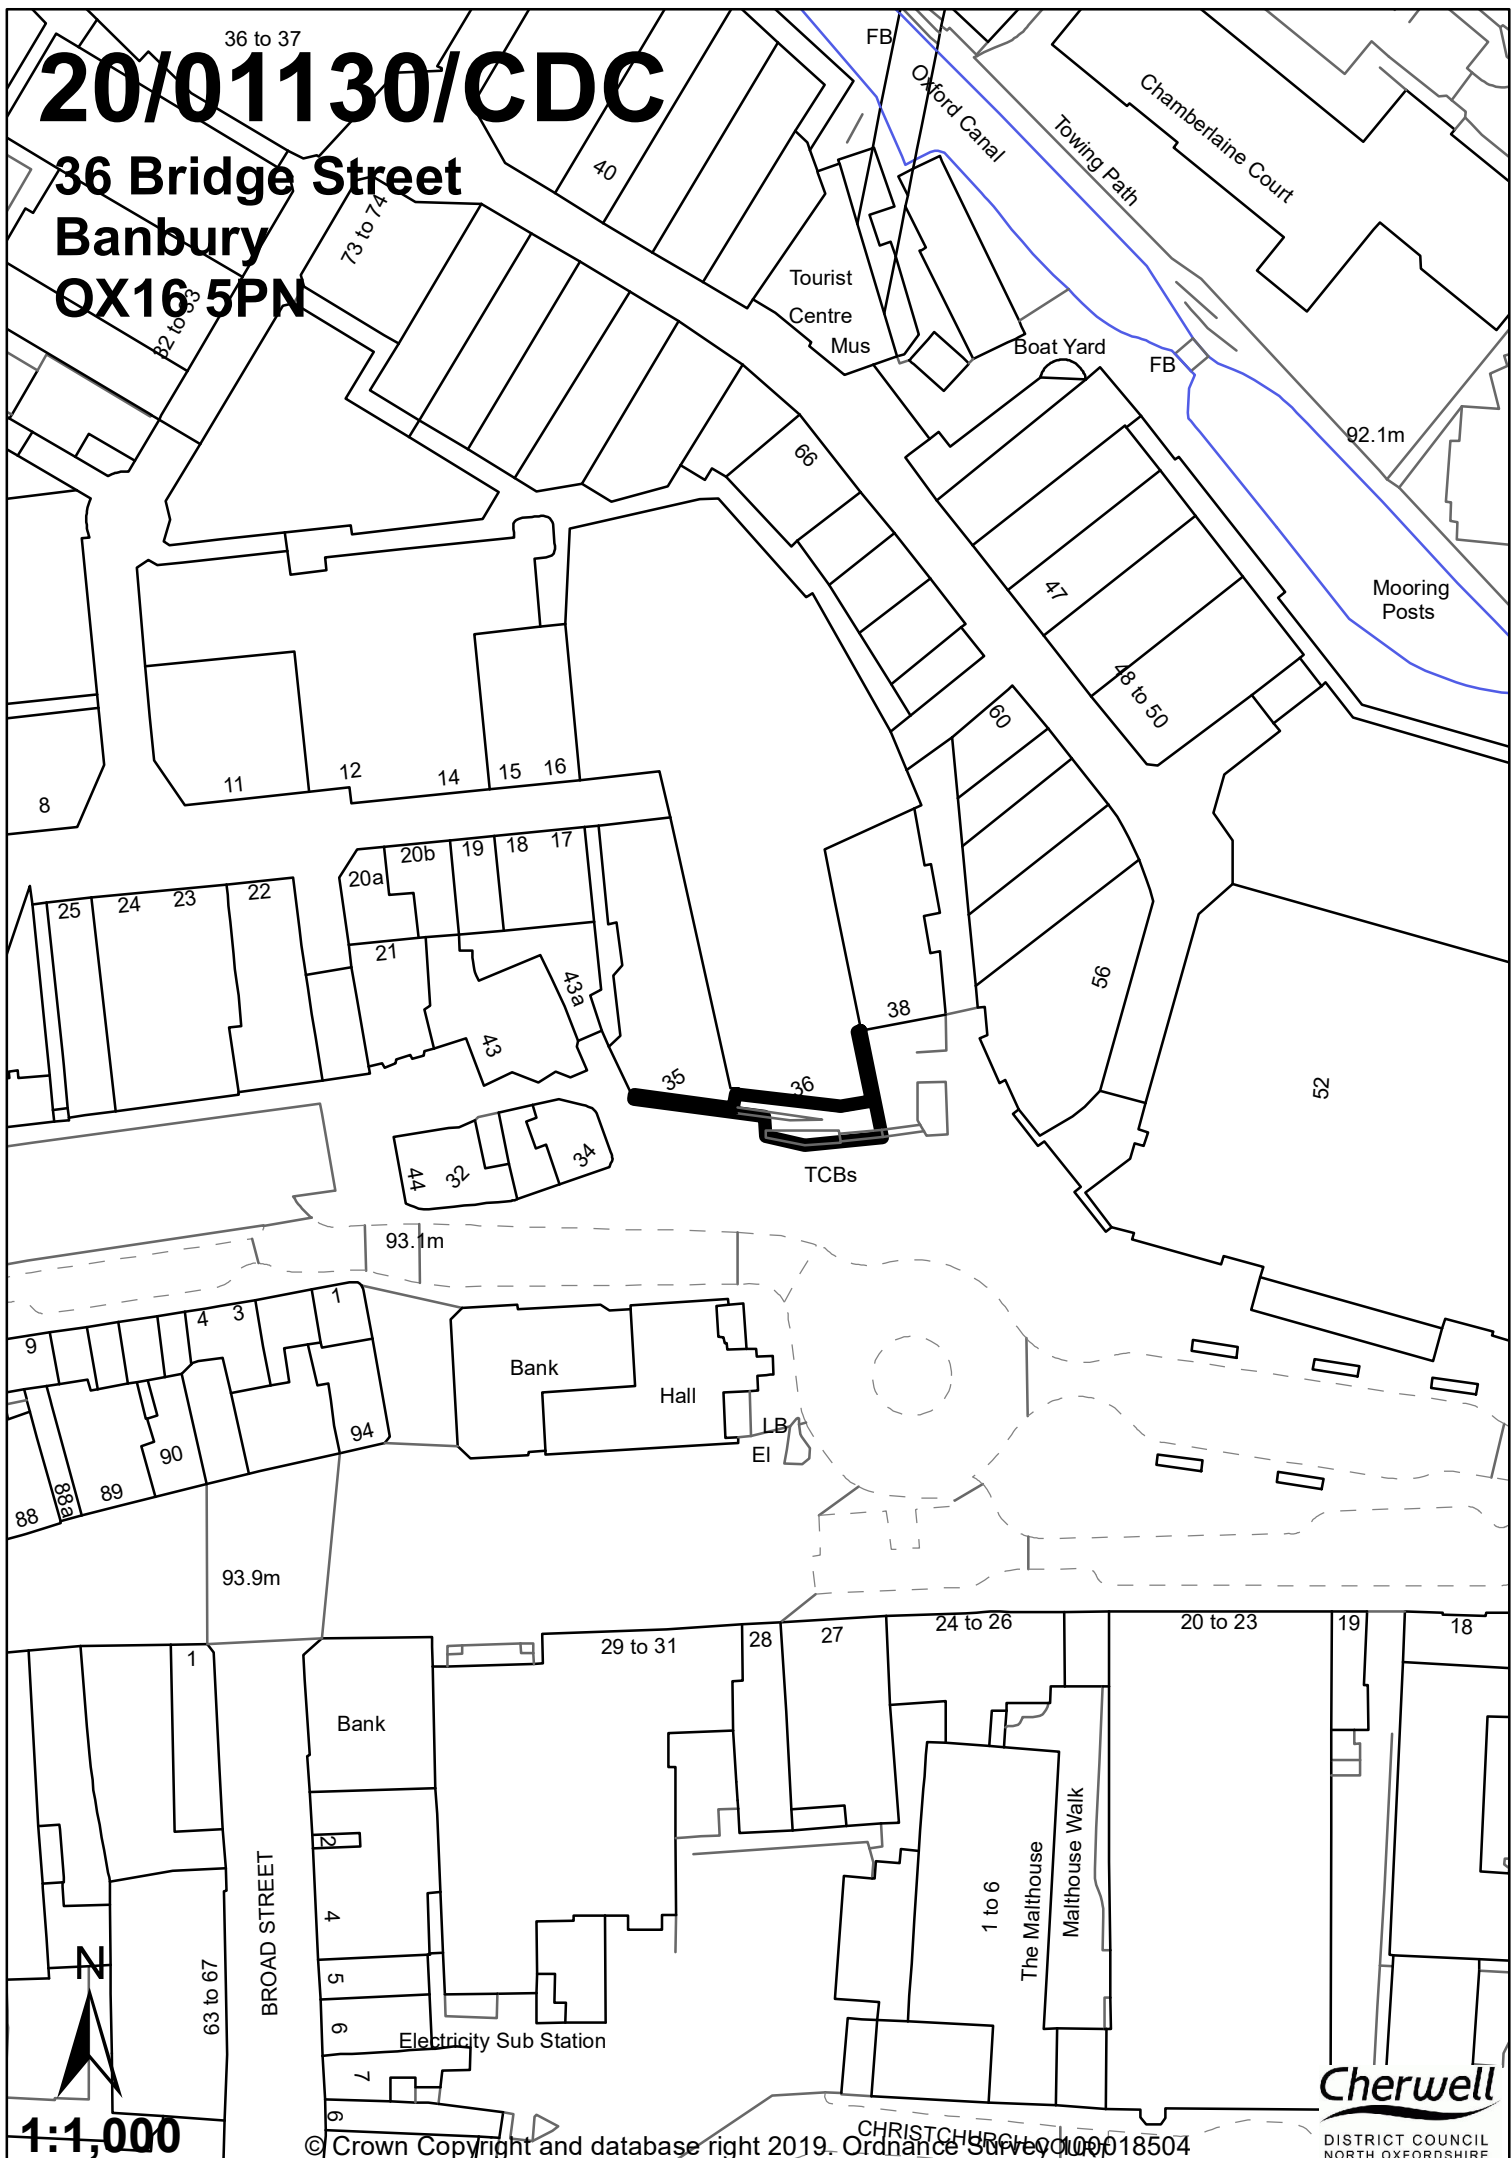 36 to 37
20/01130/CDC
36 Bridge Street
Banbury
OX16 5PN
73 to 74
32 to 33
40
FB
Oxford Canal
Towing Path
Chamberlaine Court
Tourist
Centre
Mus
Boat Yard
FB
92.1m
66
47
Mooring
Posts
48 to 50
60
8
11
12
14
15
16
20a
20b
19
18
17
25
24
23
22
21
43a
43
38
56
52
35
36
TCBs
44
32
34
93.1m
9
4
3
1
Bank
Hall
LB
El
94
90
89
88a
88
93.9m
1
29 to 31
28
27
24 to 26
20 to 23
19
18
Bank
2
4
5
6
7
6
BROAD STREET
63 to 67
Electricity Sub Station
1 to 6
The Malthouse
Malthouse Walk
N
1:1,000
CHRISTCHURCH COURT
© Crown Copyright and database right 2019. Ordnance Survey 100018504
Cherwell
DISTRICT COUNCIL
NORTH OXFORDSHIRE